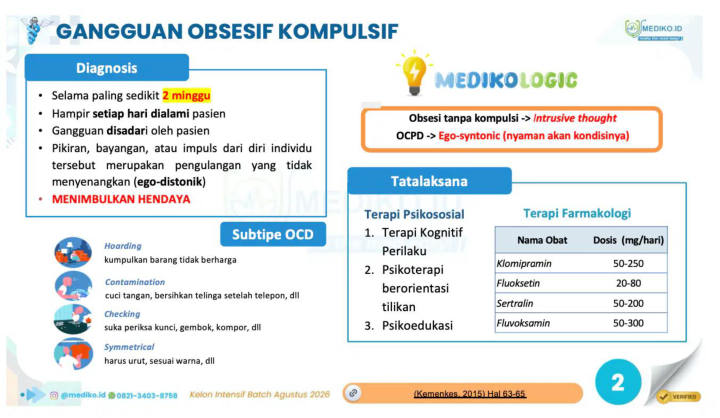 GANGGUAN OBSESIF KOMPULSIF
MEDIKO.ID
Diagnosis
• Selama paling sedikit 2 minggu
• Hampir setiap hari dialami pasien
• Gangguan disadari oleh pasien
• Pikiran, bayangan, atau impuls dari diri individu
tersebut merupakan pengulangan yang tidak
menyenangkan (ego-distonik)
• MENIMBULKAN HENDAYA
Subtipe OCD
Hoarding
kumpulkan barang tidak berharga
Contamination
cuci tangan, bersihkan telinga setelah telepon, dll
Checking
suka periksa kunci, gembok, kompor, dll
Symmetrical
harus urut, sesuai warna, dll
MEDIKOLOGIC
Obsesi tanpa kompulsi -> Intrusive thought
OCPD -> Ego-syntonic (nyaman akan kondisinya)
Tatalaksana
Terapi Psikososial
1. Terapi Kognitif
Perilaku
2. Psikoterapi
berorientasi
tilikan
3. Psikoedukasi
Terapi Farmakologi
Nama Obat Dosis (mg/hari)
Klomipramin 50-250
Fluoksetin 20-80
Sertralin 50-200
Fluvoksamin 50-300
MEDIKO.ID
@mediko.id 0821-3403-8758 Kelon Intensif Batch Agustus 2026
(Kemenkes, 2015) Hal 63-65
2
VERIFIED